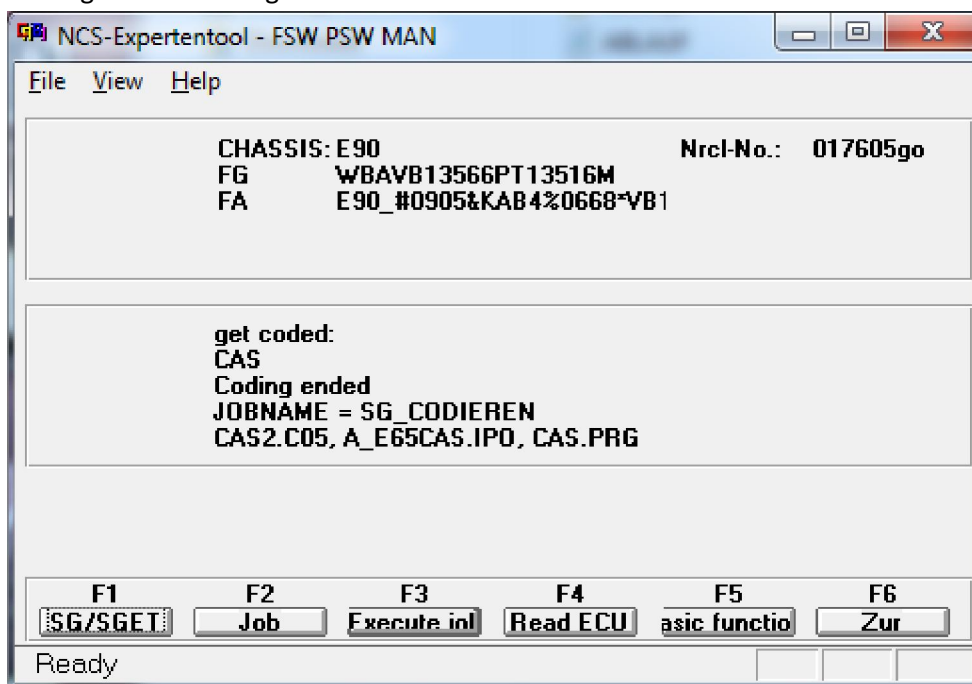 NCS-Expertentool - FSW PSW MAN
File View Help
CHASSIS: E90 Nrcl-No.: 017605go
FG WBAVB13566PT13516M
FA E90_#0905&KAB4%0668*VB1
get coded:
CAS
Coding ended
JOBNAME = SG_CODIEREN
CAS2.C05, A_E65CAS.IPO, CAS.PRG
F1 F2 F3 F4 F5 F6
SG/SGET Job Execute jol Read ECU asic functio Zur
Ready